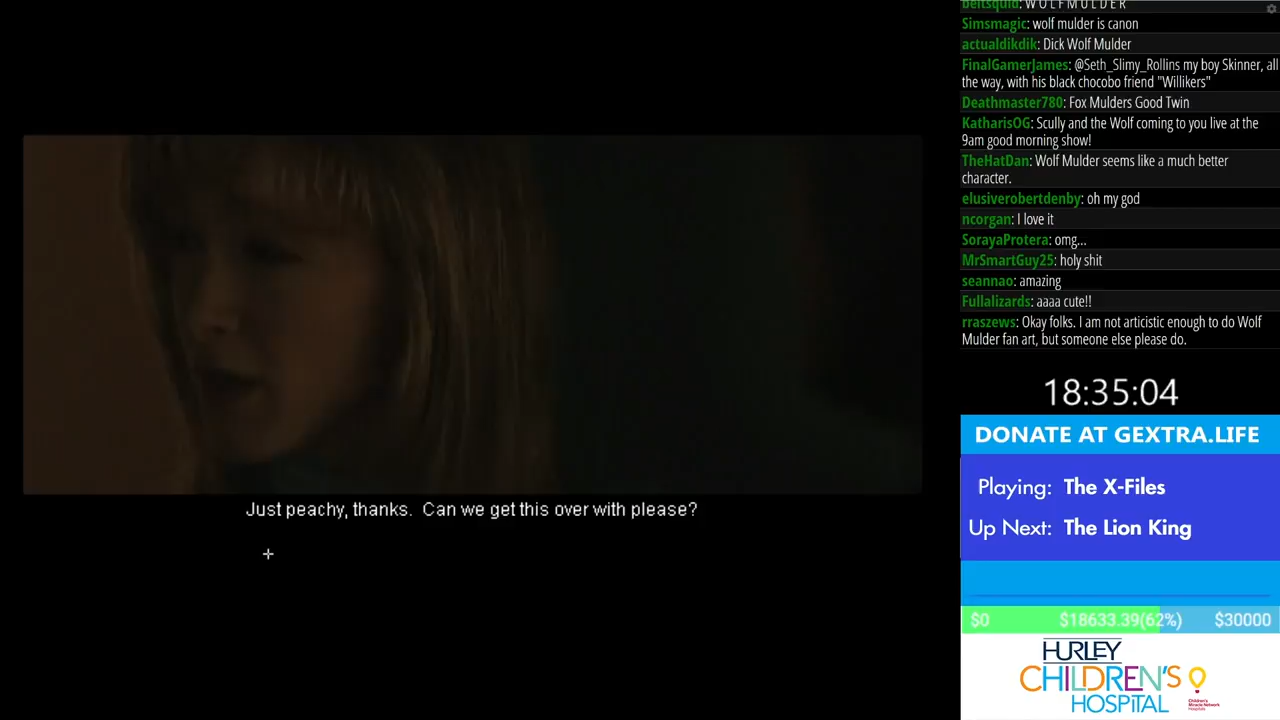 beitsquid: W O L F M U L D E R
Simsmagic: wolf mulder is canon
actualdikdik: Dick Wolf Mulder
FinalGamerJames: @Seth_Slimy_Rollins my boy Skinner, all
the way, with his black chocobo friend "Willikers"
Deathmaster780: Fox Mulders Good Twin
KatharisOG: Scully and the Wolf coming to you live at the
9am good morning show!
TheHatDan: Wolf Mulder seems like a much better
character.
elusiverobertdenby: oh my god
ncorgan: I love it
SorayaProtera: omg...
MrSmartGuy25: holy shit
seannao: amazing
Fullalizards: aaaa cute!!
rraszews: Okay folks. I am not articistic enough to do Wolf
Mulder fan art, but someone else please do.
18:35:04
DONATE AT GEXTRA.LIFE
Playing: The X-Files
Up Next: The Lion King
$0 $18633.39(62%) $30000
HURLEY
CHILDREN'S
HOSPITAL
Children's
Miracle Network
Hospitals
Just peachy, thanks. Can we get this over with please?